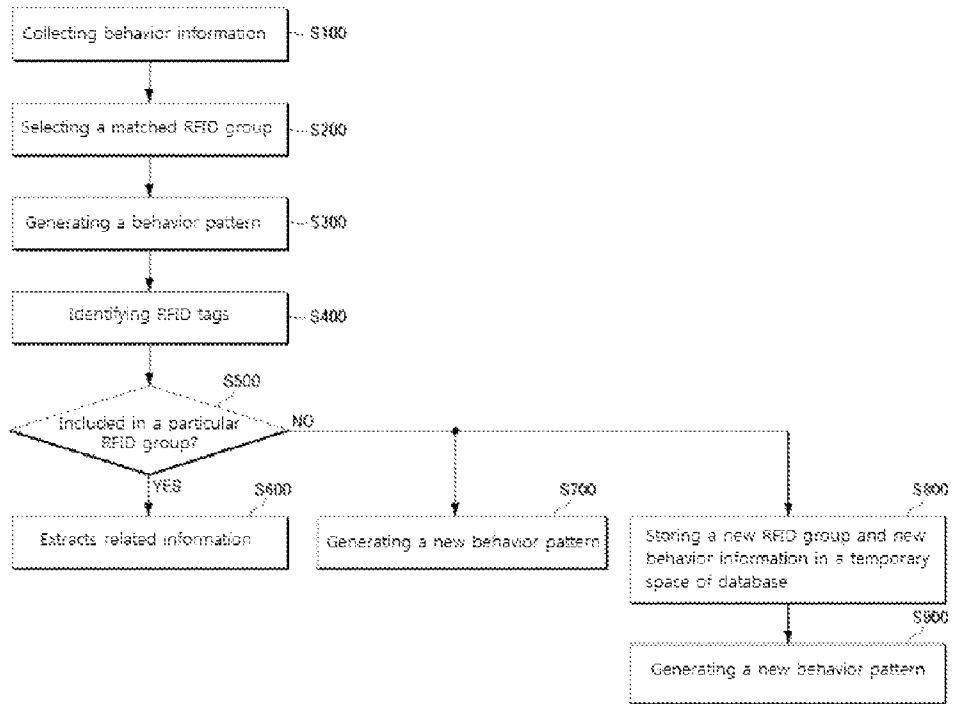 Collecting behavior information
S100
Selecting a matched RFID group
S200
Generating a behavior pattern
S300
Identifying RFID tags
S400
S500
Included in a particular
RFID group?
NO
YES
S600
Extracts related information
S700
Generating a new behavior pattern
S800
Storing a new RFID group and new
behavior information in a temporary
space of database
S900
Generating a new behavior pattern